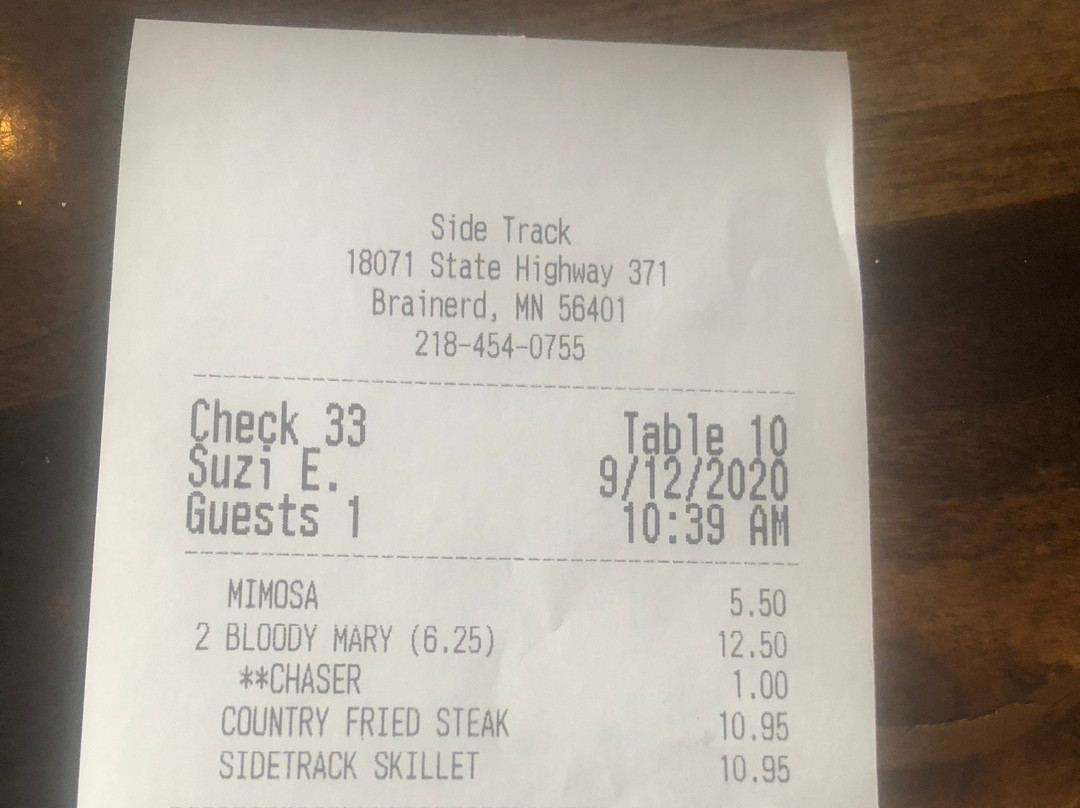 Side Track
18071 State Highway 371
Brainerd, MN 56401
218-454-0755
Check 33 Table 10
Suzi E. 9/12/2020
Guests 1 10:39 AM
MIMOSA 5.50
2 BLOODY MARY (6.25) 12.50
**CHASER 1.00
COUNTRY FRIED STEAK 10.95
SIDETRACK SKILLET 10.95